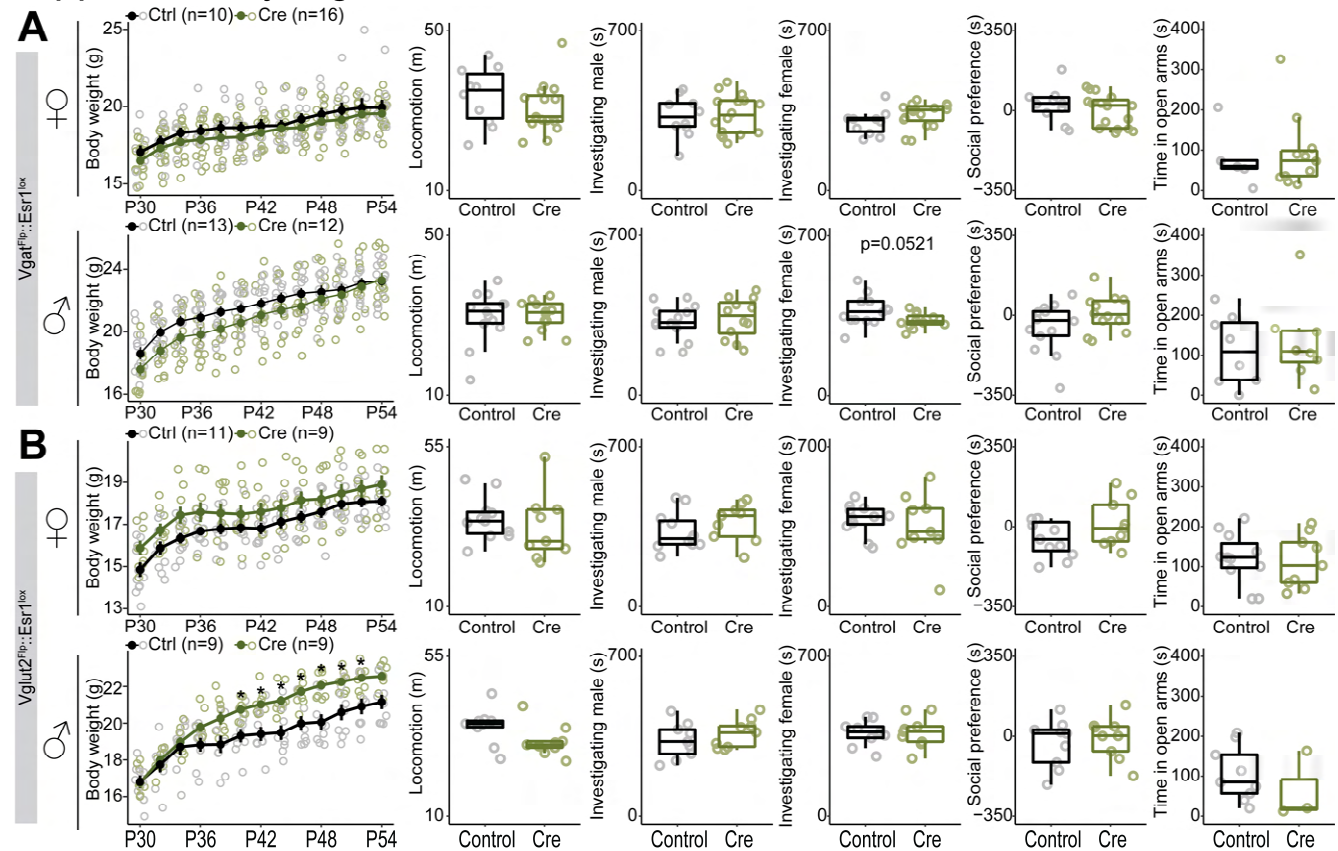 A
Vgat^Flp::Esr1^lox
♀
Ctrl (n=10) Cre (n=16)
Body weight (g)
25
20
15
P30 P36 P42 P48 P54
Locomotion (m)
50
10
Control Cre
Investigating male (s)
700
0
Control Cre
Investigating female (s)
700
0
Control Cre
Social preference (s)
350
0
−350
Control Cre
Time in open arms (s)
400
300
200
100
0
Control Cre
♂
Ctrl (n=13) Cre (n=12)
Body weight (g)
24
20
16
P30 P36 P42 P48 P54
Locomotion (m)
50
10
Control Cre
Investigating male (s)
700
0
Control Cre
Investigating female (s)
700
0
p=0.0521
Control Cre
Social preference (s)
350
0
−350
Control Cre
Time in open arms (s)
400
300
200
100
0
Control Cre
B
Vglut2^Flp::Esr1^lox
♀
Ctrl (n=11) Cre (n=9)
Body weight (g)
19
17
15
13
P30 P36 P42 P48 P54
Locomotion (m)
55
10
Control Cre
Investigating male (s)
700
0
Control Cre
Investigating female (s)
700
0
Control Cre
Social preference (s)
350
0
−350
Control Cre
Time in open arms (s)
400
300
200
100
0
Control Cre
♂
Ctrl (n=9) Cre (n=9)
Body weight (g)
22
20
18
16
* * * * * * *
P30 P36 P42 P48 P54
Locomotion (m)
55
10
Control Cre
Investigating male (s)
700
0
Control Cre
Investigating female (s)
700
0
Control Cre
Social preference (s)
350
0
−350
Control Cre
Time in open arms (s)
400
300
200
100
0
Control Cre